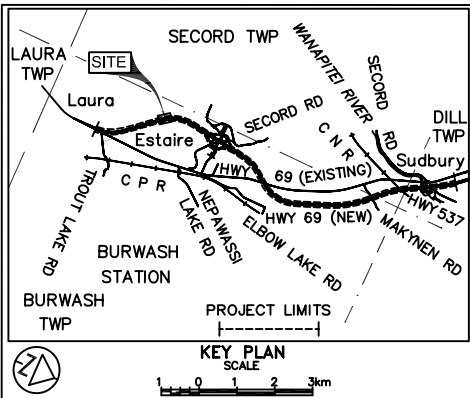 LAURA
TWP
SECOND TWP
SITE
Laura
Estaire
SECORD RD
WANAPITEI RIVER
SECORD RD
C N R
DILL
TWP
Sudbury
HWY 69 (EXISTING)
HWY 537
TROUT LAKE RD
C P R
NEPAWASSI
LAKE RD
HWY 69 (NEW)
ELBOW LAKE RD
MAKYNEN RD
BURWASH
STATION
BURWASH
TWP
PROJECT LIMITS
KEY PLAN
SCALE
1 0 1 2 3km
N